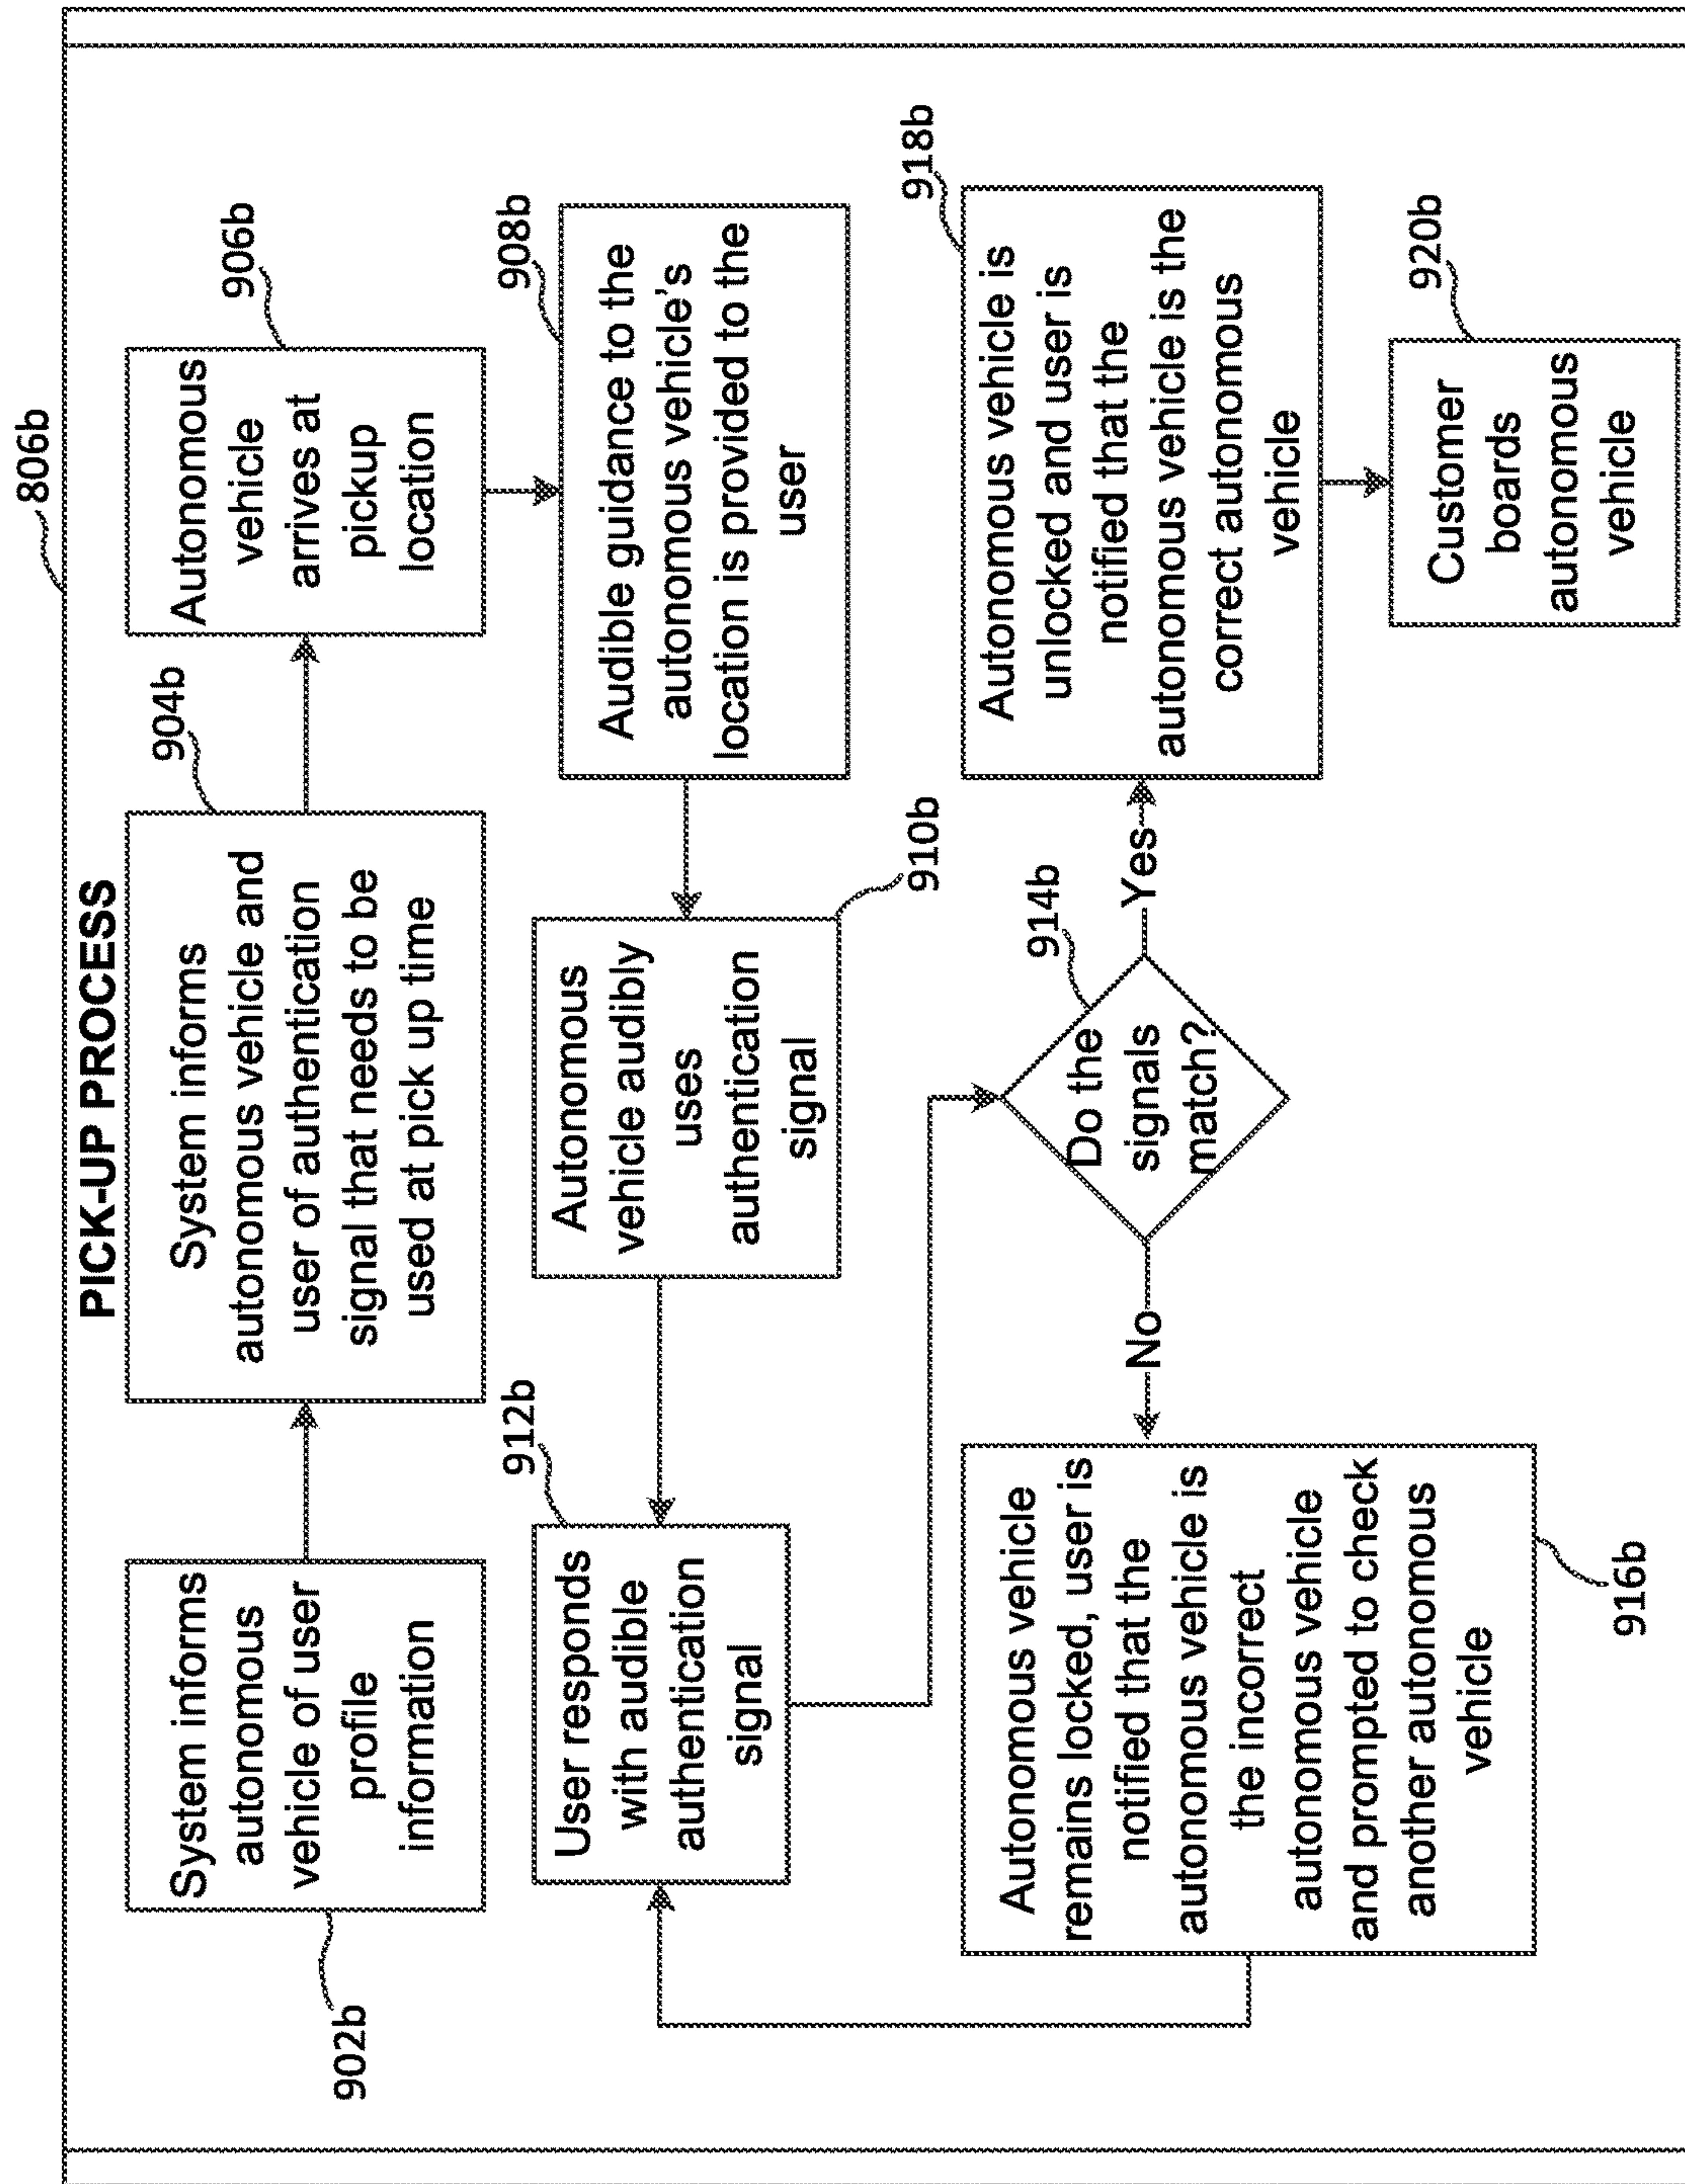 806b
PICK-UP PROCESS
902b
System informs
autonomous
vehicle of user
profile
information
904b
System informs
autonomous vehicle and
user of authentication
signal that needs to be
used at pick up time
906b
Autonomous
vehicle
arrives at
pickup
location
908b
Audible guidance to the
autonomous vehicle's
location is provided to the
user
910b
Autonomous
vehicle audibly
uses
authentication
signal
912b
User responds
with audible
authentication
signal
914b
Do the
signals
match?
No
Yes
916b
Autonomous vehicle
remains locked, user is
notified that the
autonomous vehicle is
the incorrect
autonomous vehicle
and prompted to check
another autonomous
vehicle
918b
Autonomous vehicle is
unlocked and user is
notified that the
autonomous vehicle is the
correct autonomous
vehicle
920b
Customer
boards
autonomous
vehicle